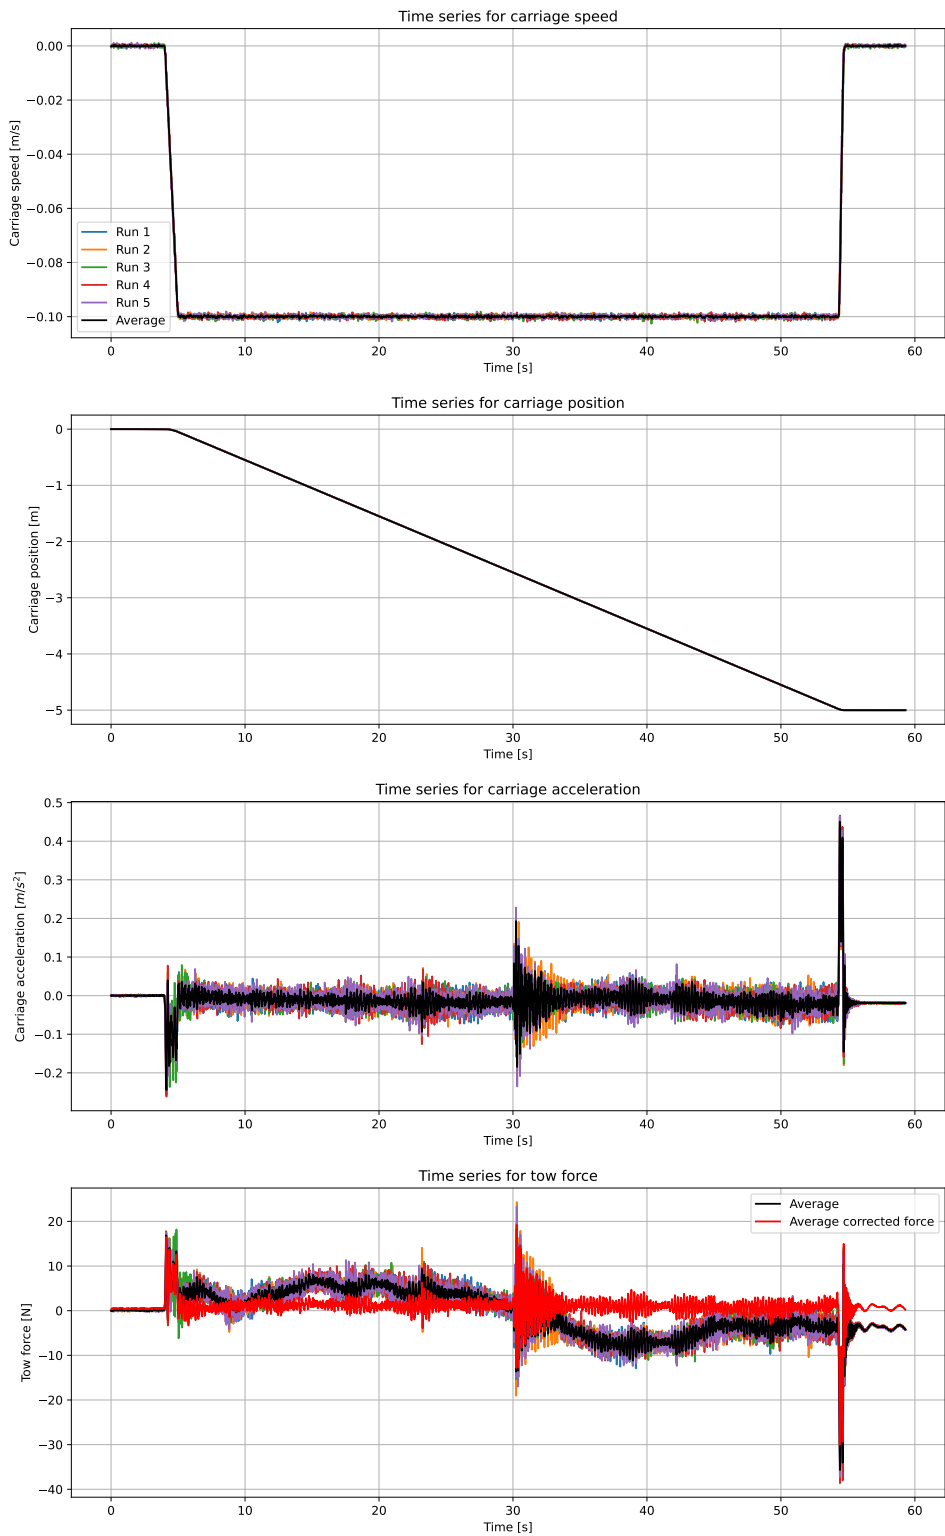 Time series for carriage speed
Carriage speed [m/s]
0.00
−0.02
−0.04
−0.06
−0.08
−0.10
Run 1
Run 2
Run 3
Run 4
Run 5
Average
0 10 20 30 40 50 60
Time [s]
Time series for carriage position
Carriage position [m]
0
−1
−2
−3
−4
−5
0 10 20 30 40 50 60
Time [s]
Time series for carriage acceleration
Carriage acceleration [m/s²]
0.5
0.4
0.3
0.2
0.1
0.0
−0.1
−0.2
0 10 20 30 40 50 60
Time [s]
Time series for tow force
Tow force [N]
20
10
0
−10
−20
−30
−40
Average
Average corrected force
0 10 20 30 40 50 60
Time [s]